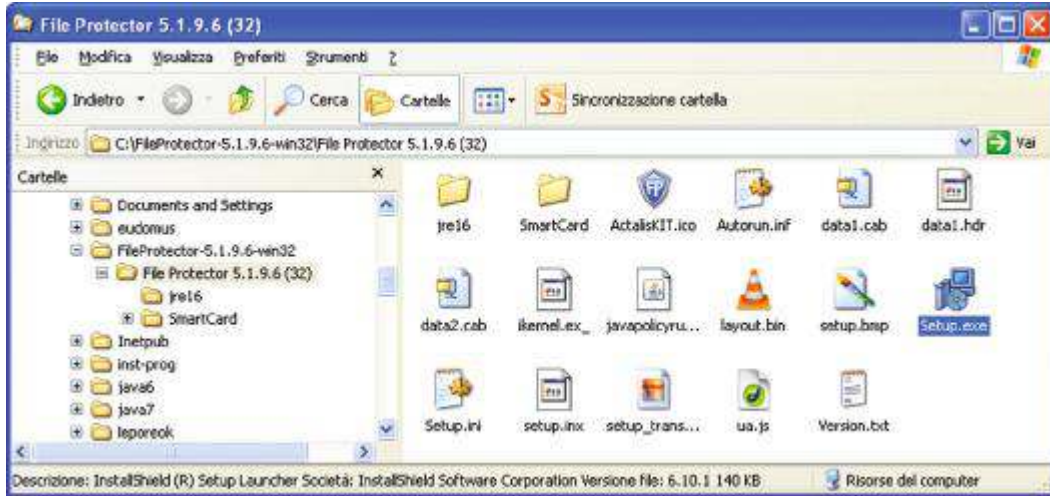 File Protector 5.1.9.6 (32)
File Modifica Visualizza Preferiti Strumenti ?
Indietro Cerca Cartelle Sincronizzazione cartella
Indirizzo C:\FileProtector-5.1.9.6-win32\File Protector 5.1.9.6 (32) Vai
Cartelle
Documents and Settings
eudomus
FileProtector-5.1.9.6-win32
File Protector 5.1.9.6 (32)
jre16
SmartCard
Inetpub
inst-prog
java6
java7
leporeok
jre16 SmartCard ActalisKIT.ico Autorun.inf data1.cab data1.hdr
data2.cab ikernel.ex_ javapolicyru... layout.bin setup.bmp Setup.exe
Setup.ini setup.inx setup_trans... ua.js Version.txt
Descrizione: InstallShield (R) Setup Launcher Società: InstallShield Software Corporation Versione file: 6.10.1 140 KB Risorse del computer